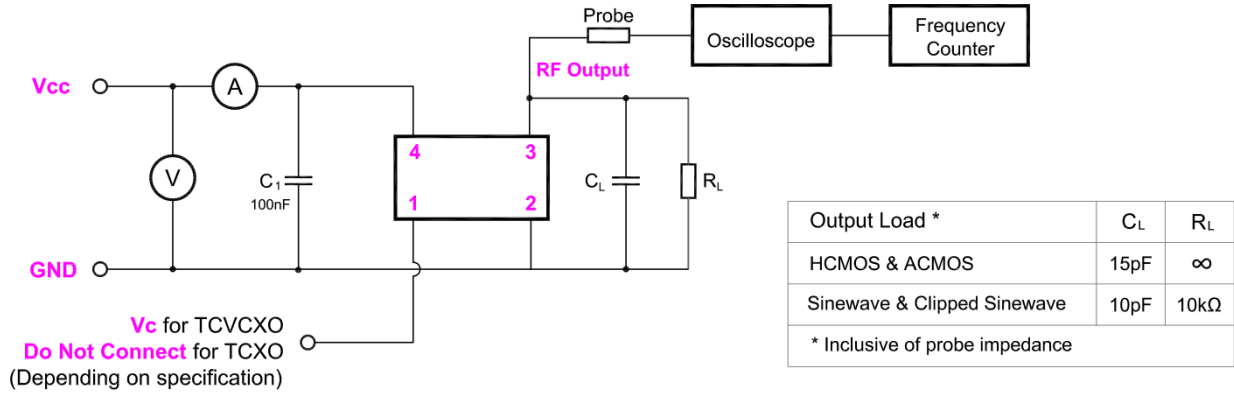 Probe
Oscilloscope
Frequency
Counter
RF Output
Vcc
A
V
C1
100nF
4
3
1
2
CL
RL
GND
Vc for TCVCXO
Do Not Connect for TCXO
(Depending on specification)
Output Load * CL RL
HCMOS & ACMOS 15pF ∞
Sinewave & Clipped Sinewave 10pF 10kΩ
* Inclusive of probe impedance